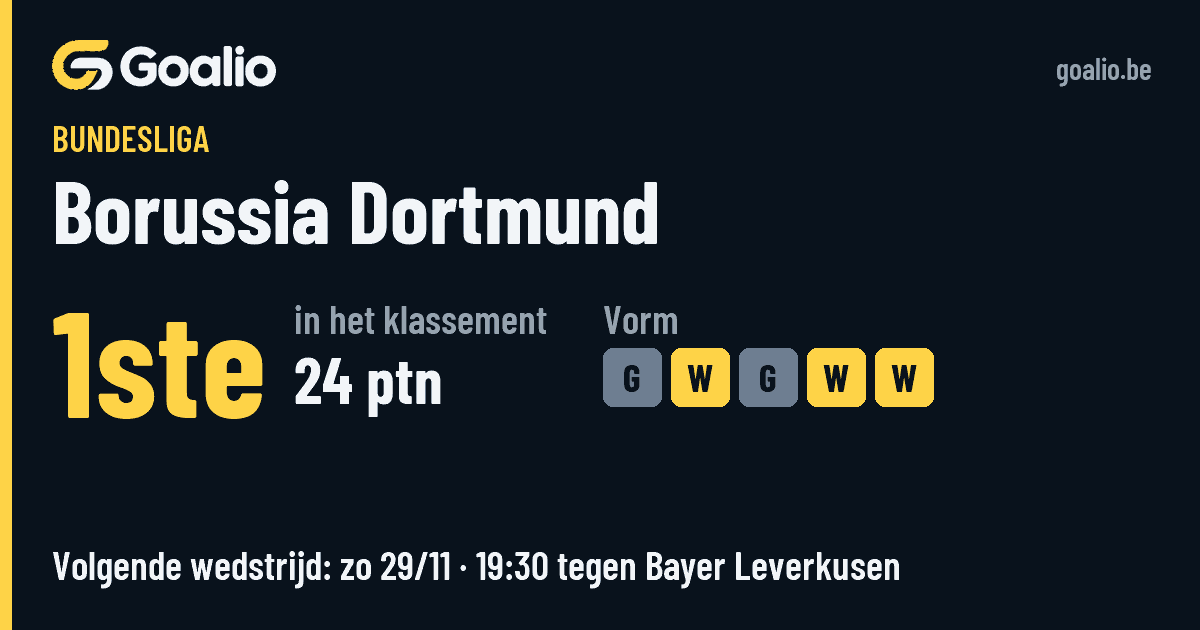 Goalio
goalio.be
BUNDESLIGA
Borussia Dortmund
1ste
in het klassement
24 ptn
Vorm
G W G W W
Volgende wedstrijd: zo 29/11 · 19:30 tegen Bayer Leverkusen